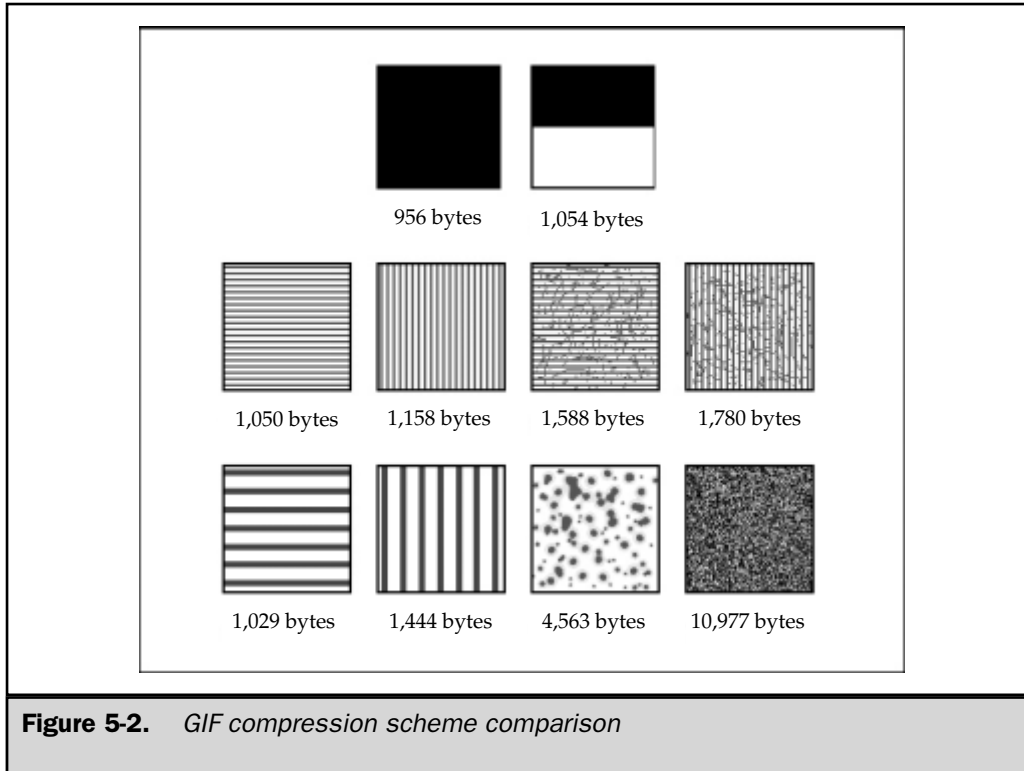 956 bytes 1,054 bytes
1,050 bytes 1,158 bytes 1,588 bytes 1,780 bytes
1,029 bytes 1,444 bytes 4,563 bytes 10,977 bytes
Figure 5-2. GIF compression scheme comparison